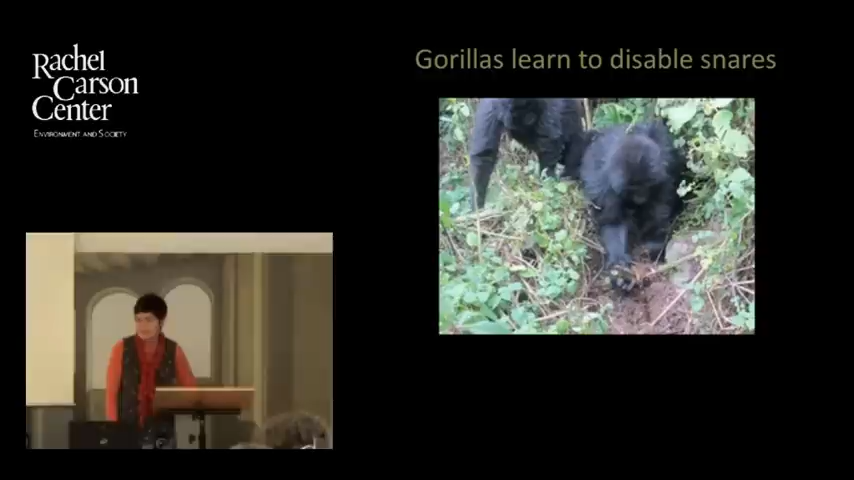 Rachel
Carson
Center
ENVIRONMENT AND SOCIETY
Gorillas learn to disable snares